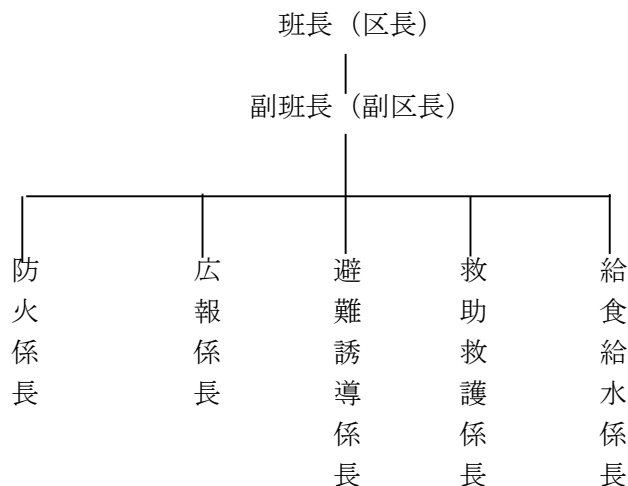 班長（区長）
副班長（副区長）
防火係長
広報係長
避難誘導係長
救助救護係長
給食給水係長